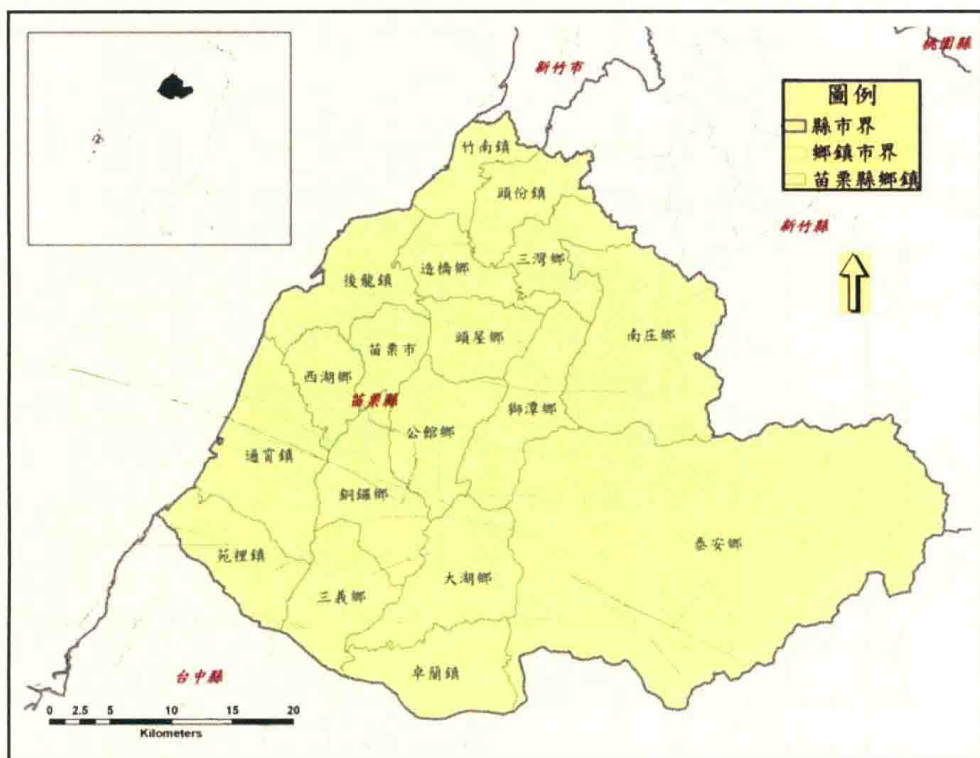 桃園縣
新竹市
圖例
縣市界
鄉鎮市界
苗栗縣鄉鎮
竹南鎮
頭份鎮
新竹縣
三灣鄉
造橋鄉
後龍鎮
南庄鄉
頭屋鄉
苗栗市
西湖鄉
苗栗縣
獅潭鄉
公館鄉
通霄鎮
銅鑼鄉
泰安鄉
苑裡鎮
大湖鄉
三義鄉
卓蘭鎮
台中縣
0 2.5 5 10 15 20
Kilometers